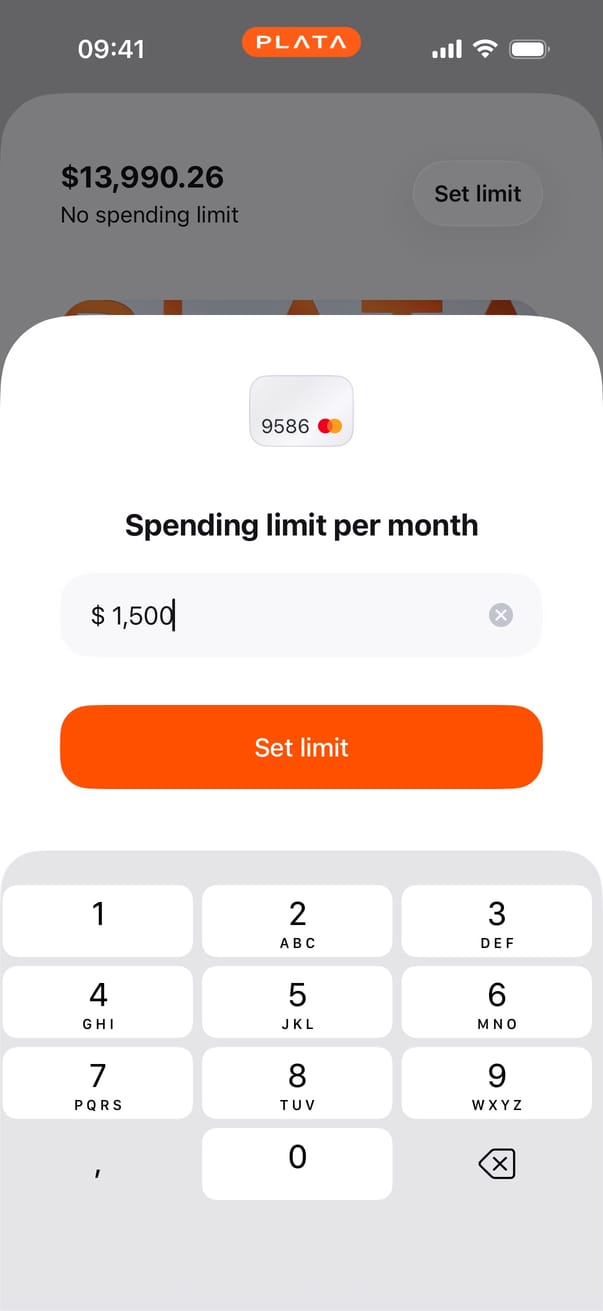 09:41
PLATA
$13,990.26
Set limit
No spending limit
PLATA
9586
Spending limit per month
$ 1,500
Set limit
1
2
ABC
3
DEF
4
GHI
5
JKL
6
MNO
7
PQRS
8
TUV
9
WXYZ
,
0